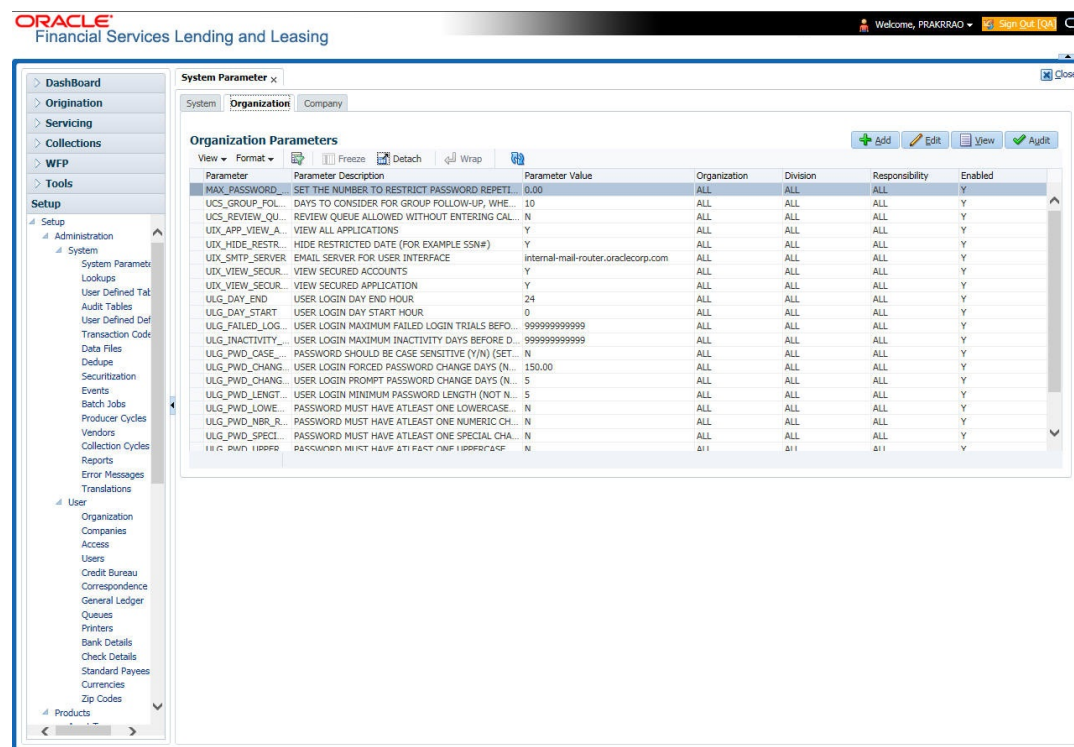 ORACLE
Financial Services Lending and Leasing
Welcome, PRAKRRAO
Sign Out [QA]
DashBoard
Origination
Servicing
Collections
WFP
Tools
Setup
Setup
Administration
System
System Paramete
Lookups
User Defined Tab
Audit Tables
User Defined Def
Transaction Code
Data Files
Dedupe
Securitization
Events
Batch Jobs
Producer Cycles
Vendors
Collection Cycles
Reports
Error Messages
Translations
User
Organization
Companies
Access
Users
Credit Bureau
Correspondence
General Ledger
Queues
Printers
Bank Details
Check Details
Standard Payees
Currencies
Zip Codes
Products
System Parameter x
Close
System Organization Company
Organization Parameters
Add Edit View Audit
View Format Freeze Detach Wrap
Parameter Parameter Description Parameter Value Organization Division Responsibility Enabled
MAX_PASSWORD_... SET THE NUMBER TO RESTRICT PASSWORD REPETI... 0.00 ALL ALL ALL Y
UCS_GROUP_FOL... DAYS TO CONSIDER FOR GROUP FOLLOW-UP, WHE... 10 ALL ALL ALL Y
UCS_REVIEW_QU... REVIEW QUEUE ALLOWED WITHOUT ENTERING CAL... N ALL ALL ALL Y
UIX_APP_VIEW_A... VIEW ALL APPLICATIONS Y ALL ALL ALL Y
UIX_HIDE_RESTR... HIDE RESTRICTED DATE (FOR EXAMPLE SSN#) Y ALL ALL ALL Y
UIX_SMTP_SERVER EMAIL SERVER FOR USER INTERFACE internal-mail-router.oraclecorp.com ALL ALL ALL Y
UIX_VIEW_SECUR... VIEW SECURED ACCOUNTS Y ALL ALL ALL Y
UIX_VIEW_SECUR... VIEW SECURED APPLICATION Y ALL ALL ALL Y
ULG_DAY_END USER LOGIN DAY END HOUR 24 ALL ALL ALL Y
ULG_DAY_START USER LOGIN DAY START HOUR 0 ALL ALL ALL Y
ULG_FAILED_LOG... USER LOGIN MAXIMUM FAILED LOGIN TRIALS BEFO... 999999999999 ALL ALL ALL Y
ULG_INACTIVITY_... USER LOGIN MAXIMUM INACTIVITY DAYS BEFORE D... 999999999999 ALL ALL ALL Y
ULG_PWD_CASE_... PASSWORD SHOULD BE CASE SENSITIVE (Y/N) (SET... N ALL ALL ALL Y
ULG_PWD_CHANG... USER LOGIN FORCED PASSWORD CHANGE DAYS (N... 150.00 ALL ALL ALL Y
ULG_PWD_CHANG... USER LOGIN PROMPT PASSWORD CHANGE DAYS (N... 5 ALL ALL ALL Y
ULG_PWD_LENGT... USER LOGIN MINIMUM PASSWORD LENGTH (NOT N... 5 ALL ALL ALL Y
ULG_PWD_LOWE... PASSWORD MUST HAVE ATLEAST ONE LOWERCASE... N ALL ALL ALL Y
ULG_PWD_NBR_R... PASSWORD MUST HAVE ATLEAST ONE NUMERIC CH... N ALL ALL ALL Y
ULG_PWD_SPECI... PASSWORD MUST HAVE ATLEAST ONE SPECIAL CHA... N ALL ALL ALL Y
ULG_PWD_UPPER... PASSWORD MUST HAVE ATLEAST ONE UPPERCASE... N ALL ALL ALL Y